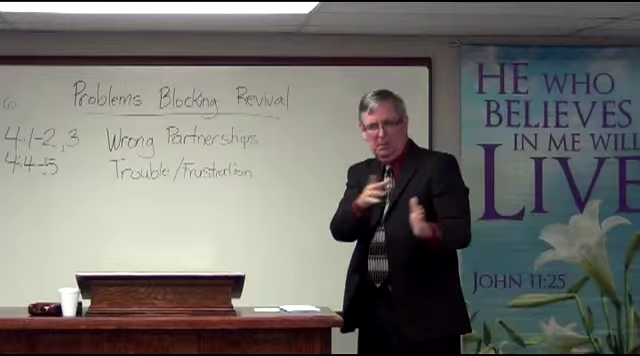 Problems Blocking Revival
4:1-2,3 Wrong Partnerships
4:4-5 Trouble/Frustration
HE WHO
BELIEVES
IN ME WILL
LIVE
JOHN 11:25